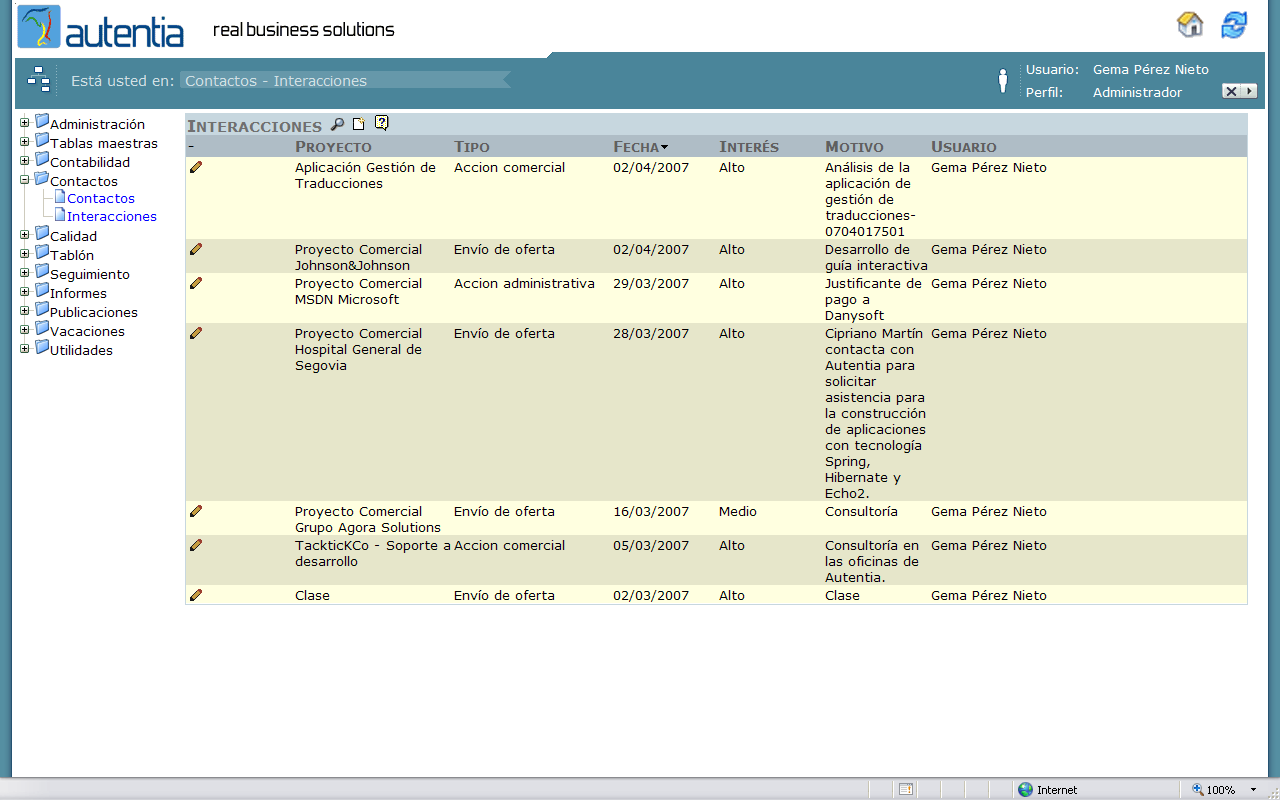 autentia real business solutions
Está usted en: Contactos - Interacciones
Usuario: Gema Pérez Nieto
Perfil: Administrador
Administración
Tablas maestras
Contabilidad
Contactos
Contactos
Interacciones
Calidad
Tablón
Seguimiento
Informes
Publicaciones
Vacaciones
Utilidades
INTERACCIONES
- PROYECTO TIPO FECHA INTERÉS MOTIVO USUARIO
Aplicación Gestión de Accion comercial 02/04/2007 Alto Análisis de la Gema Pérez Nieto
Traducciones aplicación de
gestión de
traducciones-
0704017501
Proyecto Comercial Envío de oferta 02/04/2007 Alto Desarrollo de Gema Pérez Nieto
Johnson&Johnson guía interactiva
Proyecto Comercial Accion administrativa 29/03/2007 Alto Justificante de Gema Pérez Nieto
MSDN Microsoft pago a
Danysoft
Proyecto Comercial Envío de oferta 28/03/2007 Alto Cipriano Martín Gema Pérez Nieto
Hospital General de contacta con
Segovia Autentia para
solicitar
asistencia para
la construcción
de aplicaciones
con tecnología
Spring,
Hibernate y
Echo2.
Proyecto Comercial Envío de oferta 16/03/2007 Medio Consultoría Gema Pérez Nieto
Grupo Agora Solutions
TackticKCo - Soporte a Accion comercial 05/03/2007 Alto Consultoría en Gema Pérez Nieto
desarrollo las oficinas de
Autentia.
Clase Envío de oferta 02/03/2007 Alto Clase Gema Pérez Nieto
Internet 100%